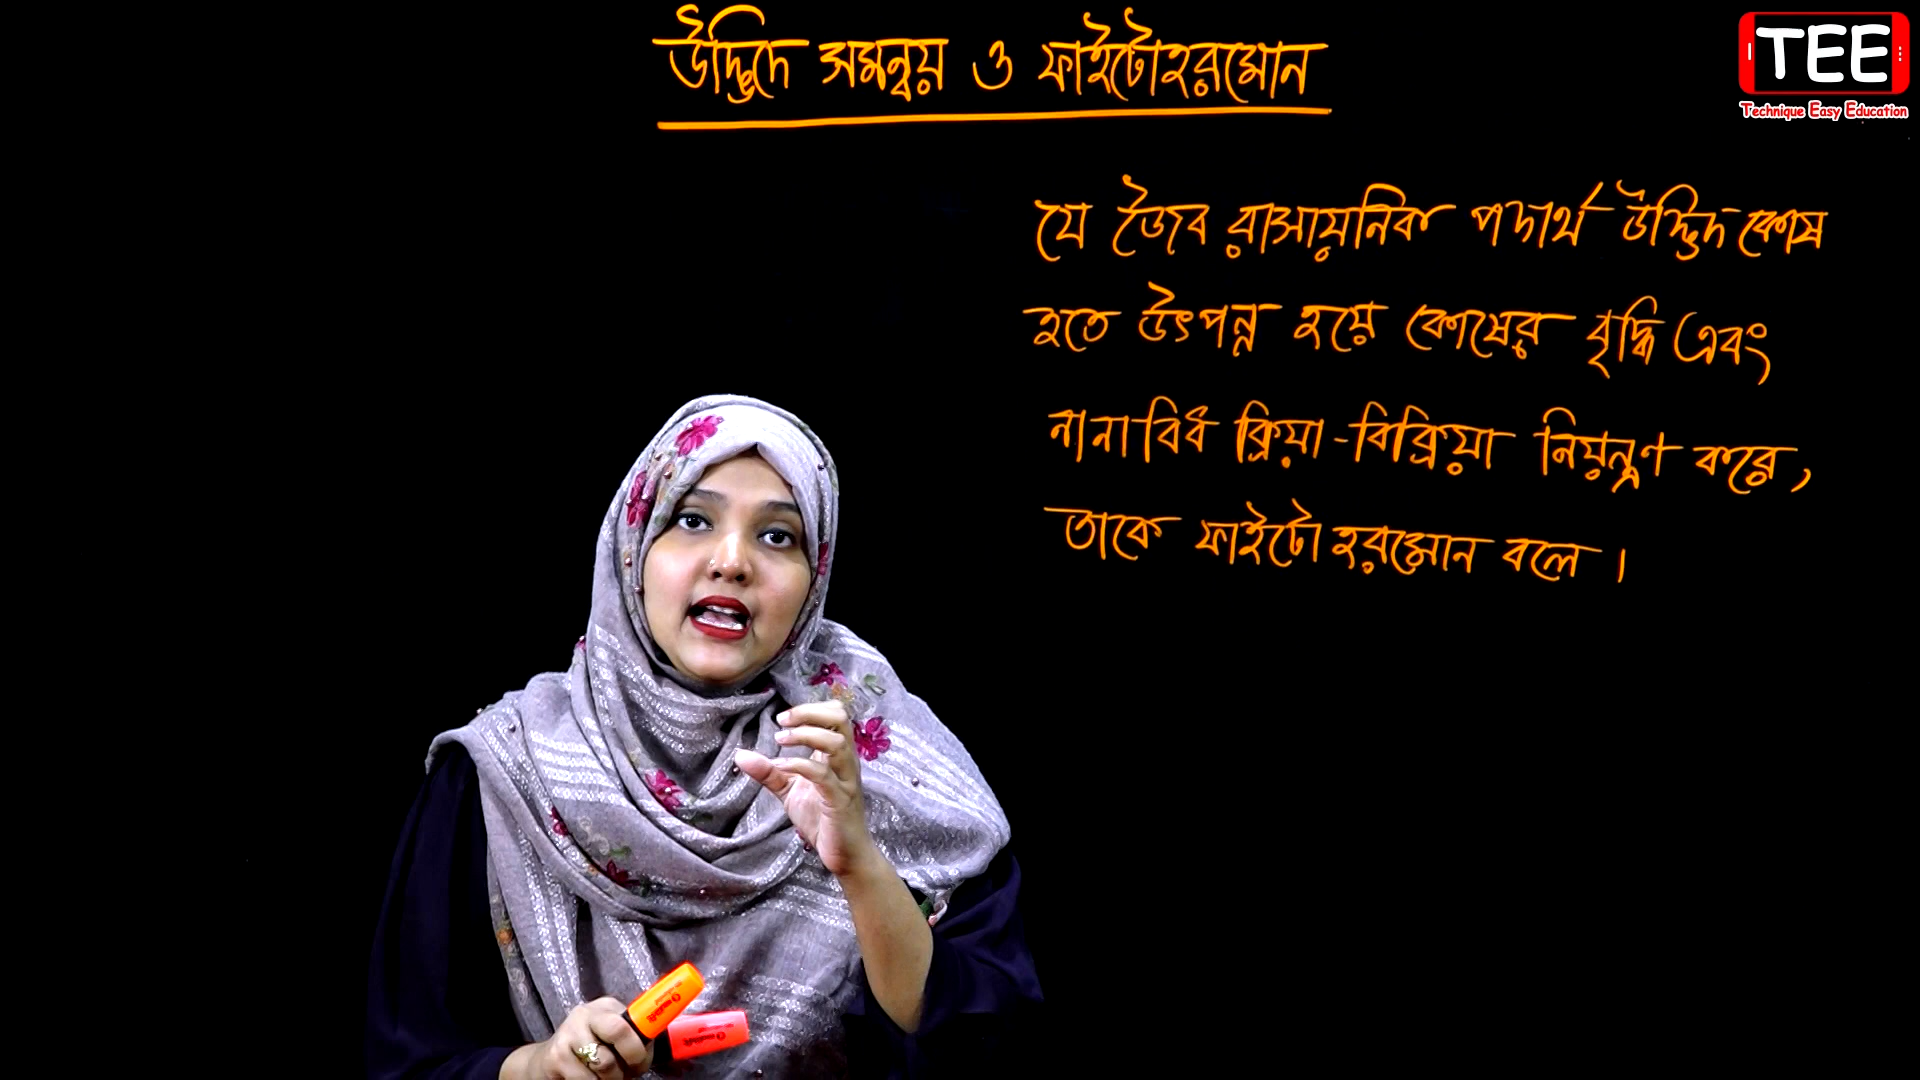 উদ্ভিদে সমন্বয় ও ফাইটোহরমোন
TEE
Technique Easy Education
যে জৈব রাসায়নিক পদার্থ উদ্ভিদ কোষ
হতে উৎপন্ন হয়ে কোষের বৃদ্ধি এবং
নানাবিধ ক্রিয়া-বিক্রিয়া নিয়ন্ত্রণ করে,
তাকে ফাইটো হরমোন বলে।